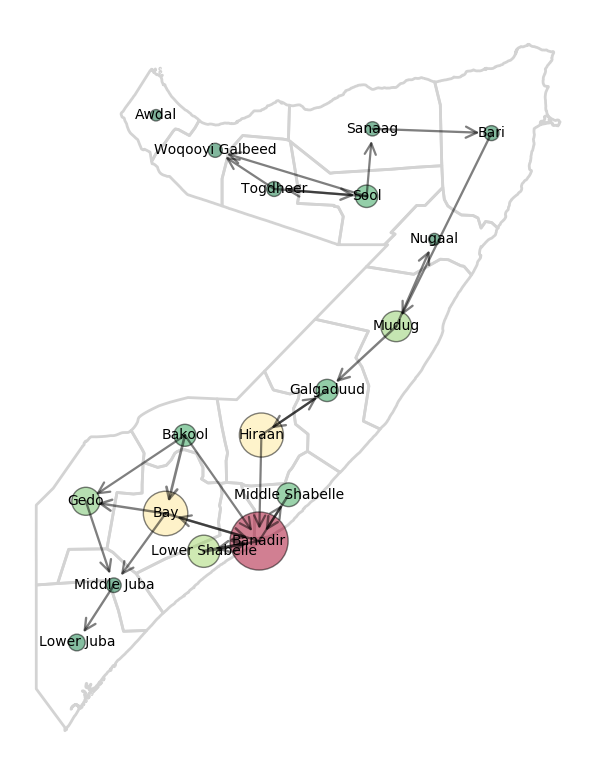 Awdal
Sanaag
Bari
Woqooyi Galbeed
Togdheer
Sool
Nugaal
Mudug
Galgaduud
Bakool
Hiraan
Gedo
Middle Shabelle
Bay
Banadir
Lower Shabelle
Middle Juba
Lower Juba